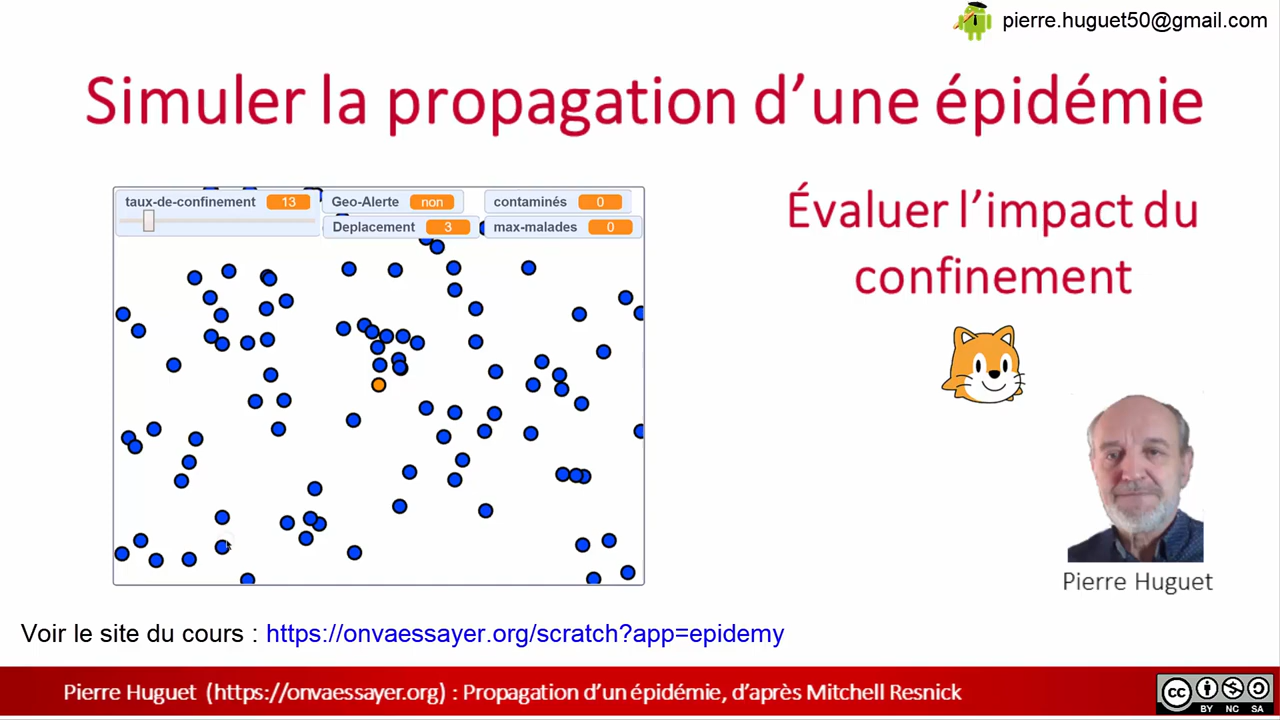 pierre.huguet50@gmail.com
Simuler la propagation d’une épidémie
taux-de-confinement 13
Geo-Alerte non
contaminés 0
Deplacement 3
max-malades 0
Évaluer l’impact du
confinement
Pierre Huguet
Voir le site du cours : https://onvaessayer.org/scratch?app=epidemy
Pierre Huguet (https://onvaessayer.org) : Propagation d’un épidémie, d’après Mitchell Resnick
cc
BY NC SA